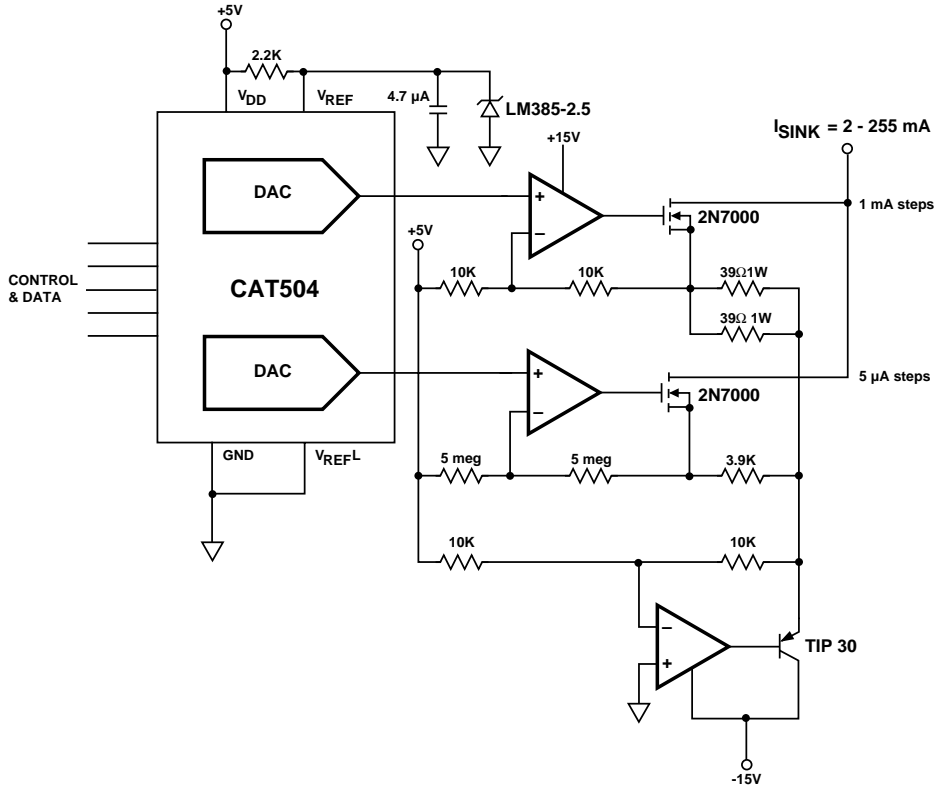 +5V
2.2K
VDD
VREF
4.7 µA
LM385-2.5
+15V
ISINK = 2 - 255 mA
DAC
+
2N7000
1 mA steps
+5V
−
CONTROL
& DATA
CAT504
10K
10K
39Ω1W
39Ω 1W
DAC
+
5 µA steps
2N7000
−
GND
VREFL
5 meg
5 meg
3.9K
10K
10K
−
+
TIP 30
-15V